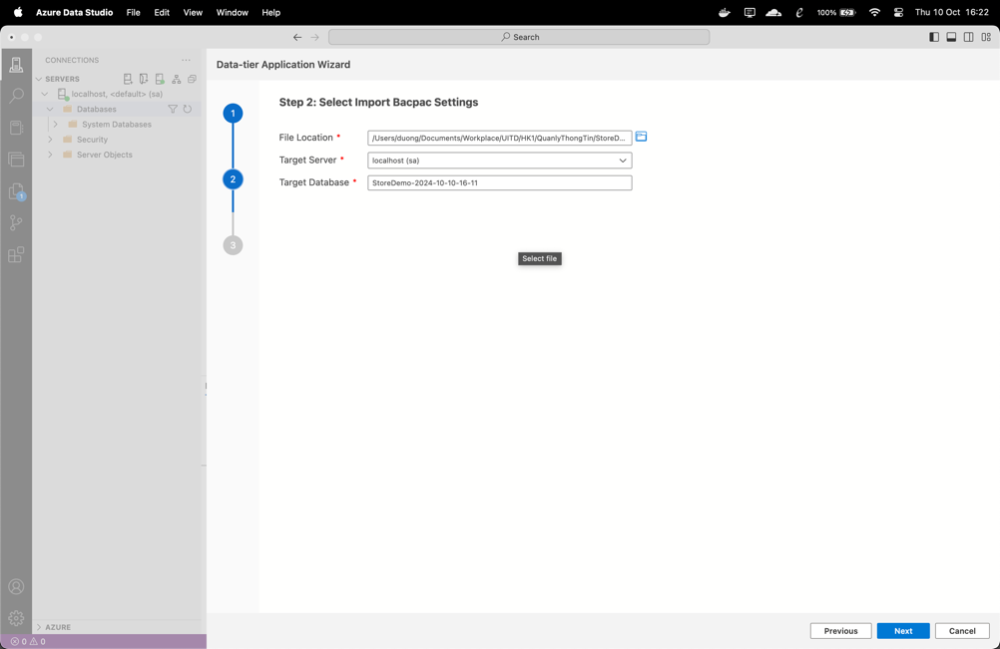 Azure Data Studio File Edit View Window Help 100% Thu 10 Oct 16:22
Search
CONNECTIONS
Data-tier Application Wizard
SERVERS
localhost, <default> (sa)
Databases
System Databases
Security
Server Objects
1
2
3
Step 2: Select Import Bacpac Settings
File Location * /Users/duong/Documents/Workplace/UITD/HK1/QuanlyThongTin/StoreD...
Target Server * localhost (sa)
Target Database * StoreDemo-2024-10-10-16-11
Select file
1
AZURE
0 0
Previous Next Cancel